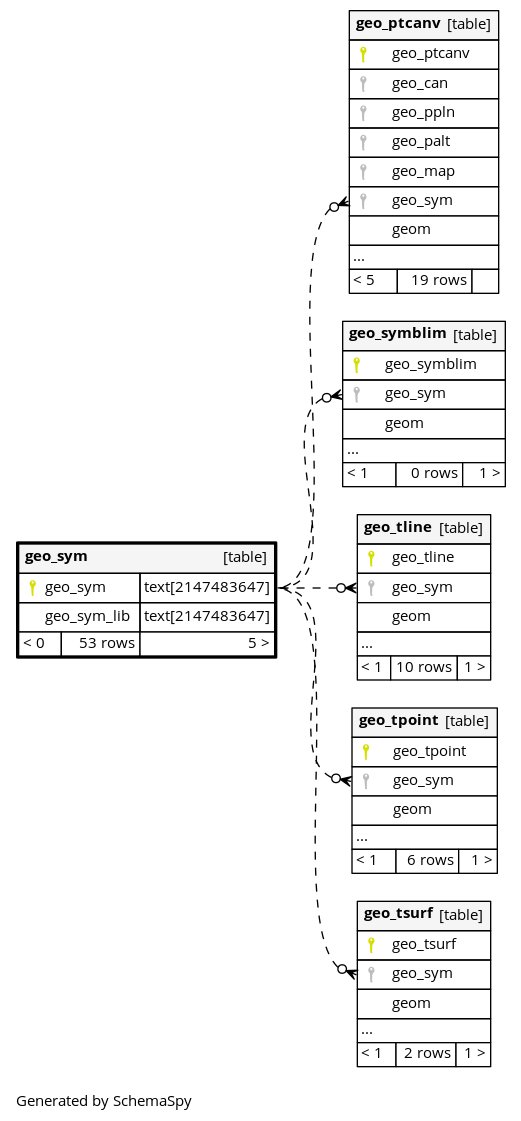 geo_ptcanv [table]
geo_ptcanv
geo_can
geo_ppln
geo_palt
geo_map
geo_sym
geom
...
< 5 19 rows
geo_symblim [table]
geo_symblim
geo_sym
geom
...
< 1 0 rows 1 >
geo_tline [table]
geo_tline
geo_sym
geom
...
< 1 10 rows 1 >
geo_sym [table]
geo_sym text[2147483647]
geo_sym_lib text[2147483647]
< 0 53 rows 5 >
geo_tpoint [table]
geo_tpoint
geo_sym
geom
...
< 1 6 rows 1 >
geo_tsurf [table]
geo_tsurf
geo_sym
geom
...
< 1 2 rows 1 >
Generated by SchemaSpy